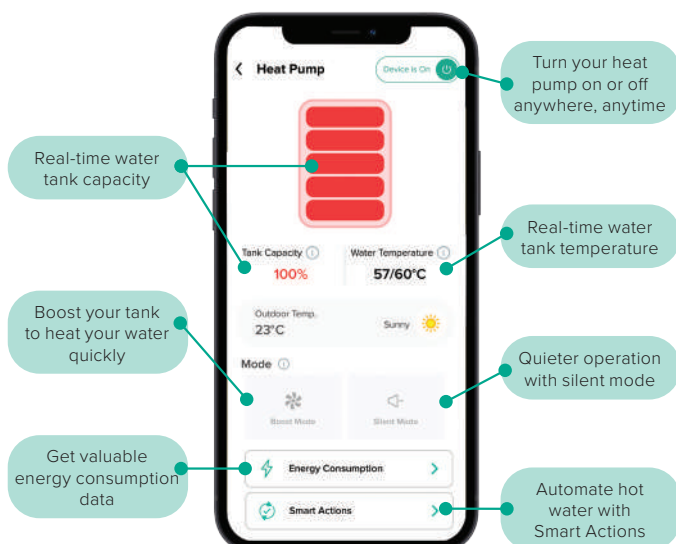 Heat Pump
Device Is On
Turn your heat
pump on or off
anywhere, anytime
Real-time water
tank capacity
Tank Capacity
100%
Water Temperature
57/60°C
Real-time water
tank temperature
Outdoor Temp.
23°C
Sunny
Boost your tank
to heat your water
quickly
Mode
Boost Mode
Silent Mode
Quieter operation
with silent mode
Get valuable
energy consumption
data
Energy Consumption
Smart Actions
Automate hot
water with
Smart Actions